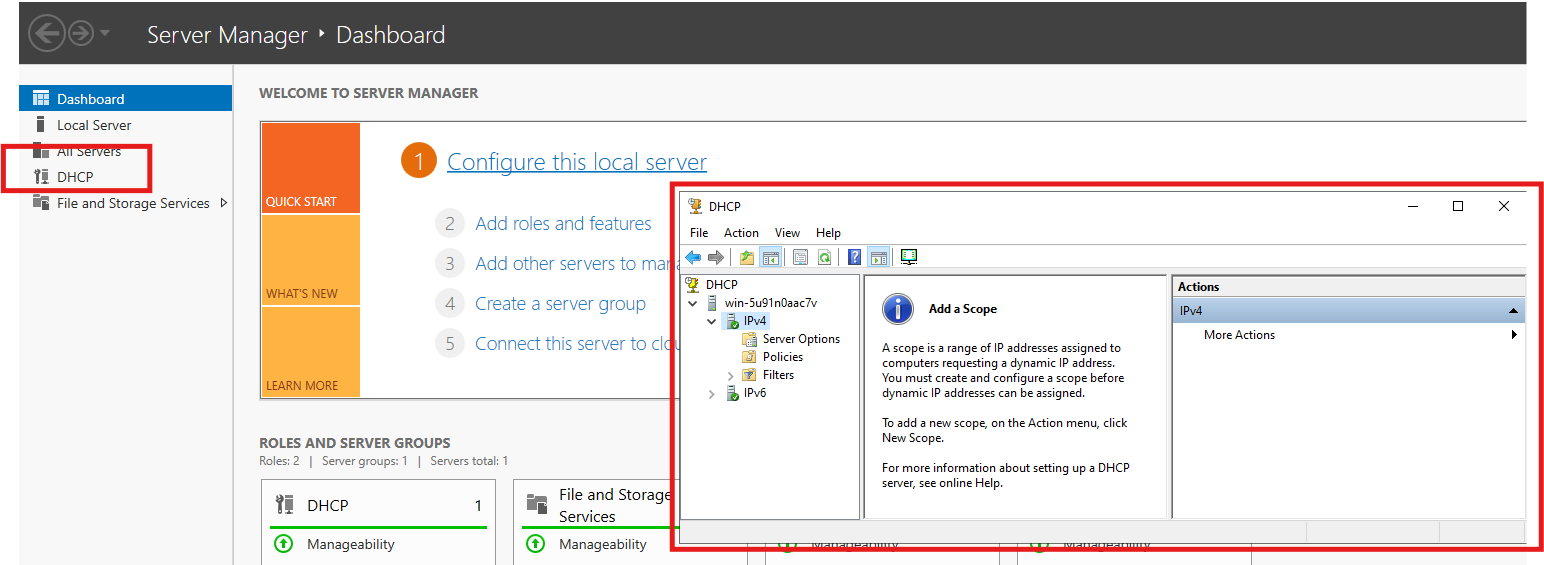 Server Manager ‣ Dashboard
Dashboard
Local Server
All Servers
DHCP
File and Storage Services
WELCOME TO SERVER MANAGER
QUICK START
WHAT'S NEW
LEARN MORE
1 Configure this local server
2 Add roles and features
3 Add other servers to mana
4 Create a server group
5 Connect this server to clou
ROLES AND SERVER GROUPS
Roles: 2 | Server groups: 1 | Servers total: 1
DHCP 1
Manageability
File and Storage
Services
Manageability
Manageability
Manageability
DHCP
File Action View Help
DHCP
win-5u91n0aac7v
IPv4
Server Options
Policies
Filters
IPv6
Add a Scope
A scope is a range of IP addresses assigned to
computers requesting a dynamic IP address.
You must create and configure a scope before
dynamic IP addresses can be assigned.
To add a new scope, on the Action menu, click
New Scope.
For more information about setting up a DHCP
server, see online Help.
Actions
IPv4
More Actions